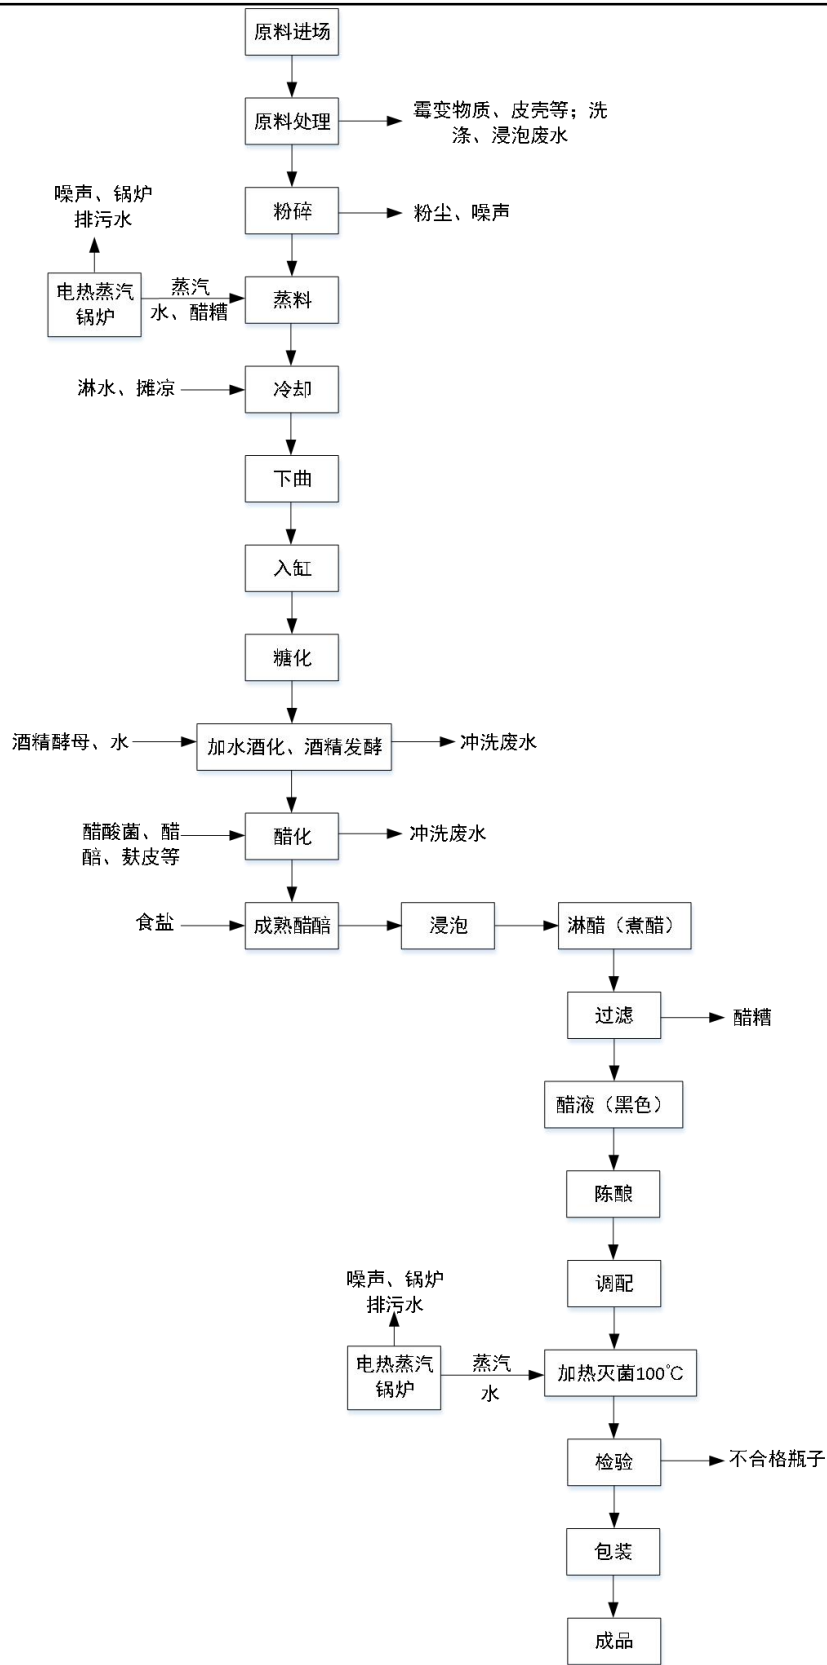 原料进场
原料处理
霉变物质、皮壳等；洗
涤、浸泡废水
噪声、锅炉
排污水
粉碎
粉尘、噪声
电热蒸汽
锅炉
蒸汽
水、醋糟
蒸料
淋水、摊凉
冷却
下曲
入缸
糖化
酒精酵母、水
加水酒化、酒精发酵
冲洗废水
醋酸菌、醋
醅、麸皮等
醋化
冲洗废水
食盐
成熟醋醅
浸泡
淋醋（煮醋）
过滤
醋糟
醋液（黑色）
陈酿
调配
噪声、锅炉
排污水
电热蒸汽
锅炉
蒸汽
水
加热灭菌100℃
检验
不合格瓶子
包装
成品